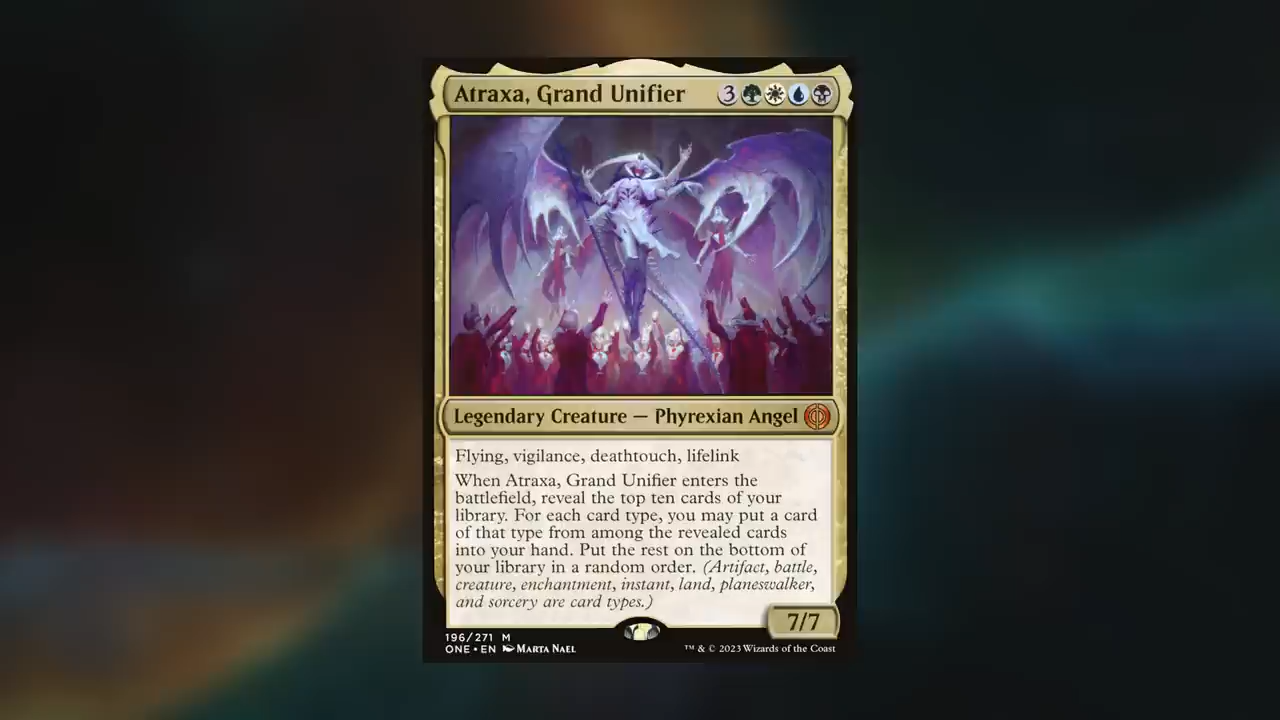 Atraxa, Grand Unifier 3
Legendary Creature — Phyrexian Angel
Flying, vigilance, deathtouch, lifelink
When Atraxa, Grand Unifier enters the
battlefield, reveal the top ten cards of your
library. For each card type, you may put a card
of that type from among the revealed cards
into your hand. Put the rest on the bottom of
your library in a random order. (Artifact, battle,
creature, enchantment, instant, land, planeswalker,
and sorcery are card types.)
7/7
196/271 M
ONE • EN Marta Nael
™ & © 2023 Wizards of the Coast